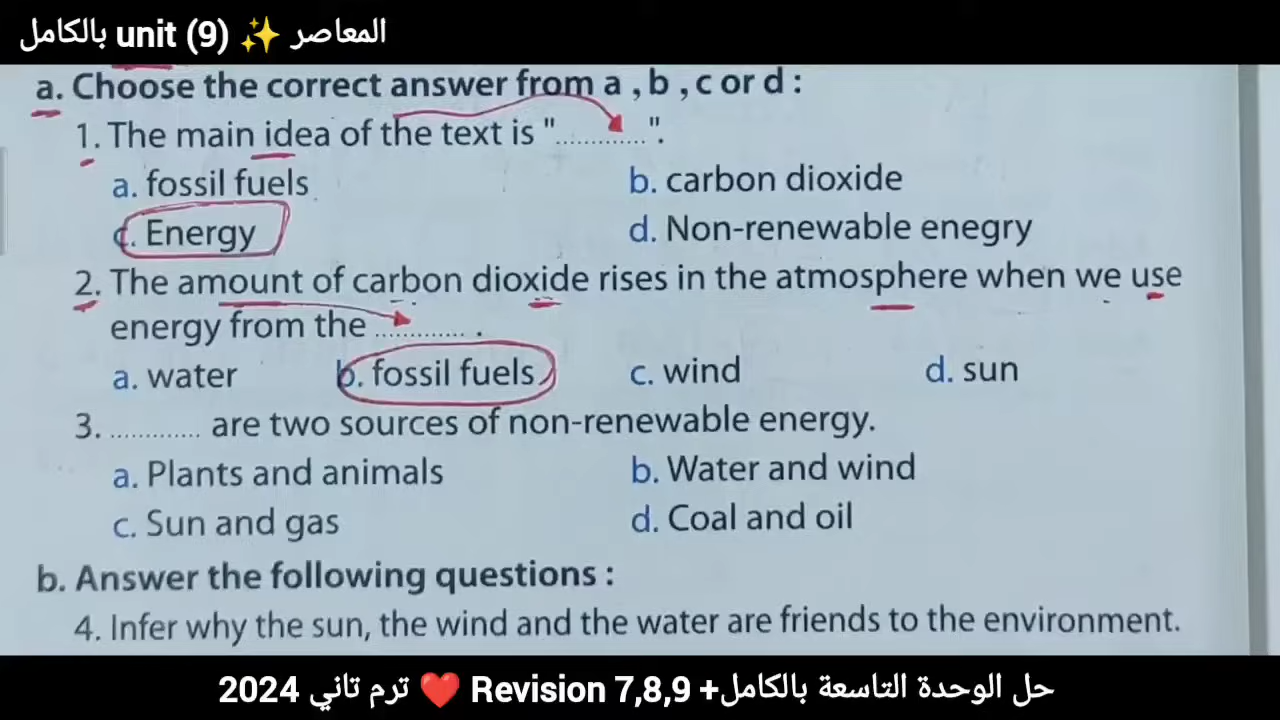 المعاصر ✨ unit (9) بالكامل
a. Choose the correct answer from a , b , c or d :
1. The main idea of the text is ".............".
a. fossil fuels b. carbon dioxide
c. Energy d. Non-renewable enegry
2. The amount of carbon dioxide rises in the atmosphere when we use
energy from the ............. .
a. water b. fossil fuels c. wind d. sun
3. ............. are two sources of non-renewable energy.
a. Plants and animals b. Water and wind
c. Sun and gas d. Coal and oil
b. Answer the following questions :
4. Infer why the sun, the wind and the water are friends to the environment.
حل الوحدة التاسعة بالكامل+ Revision 7,8,9 ❤️ ترم تاني 2024